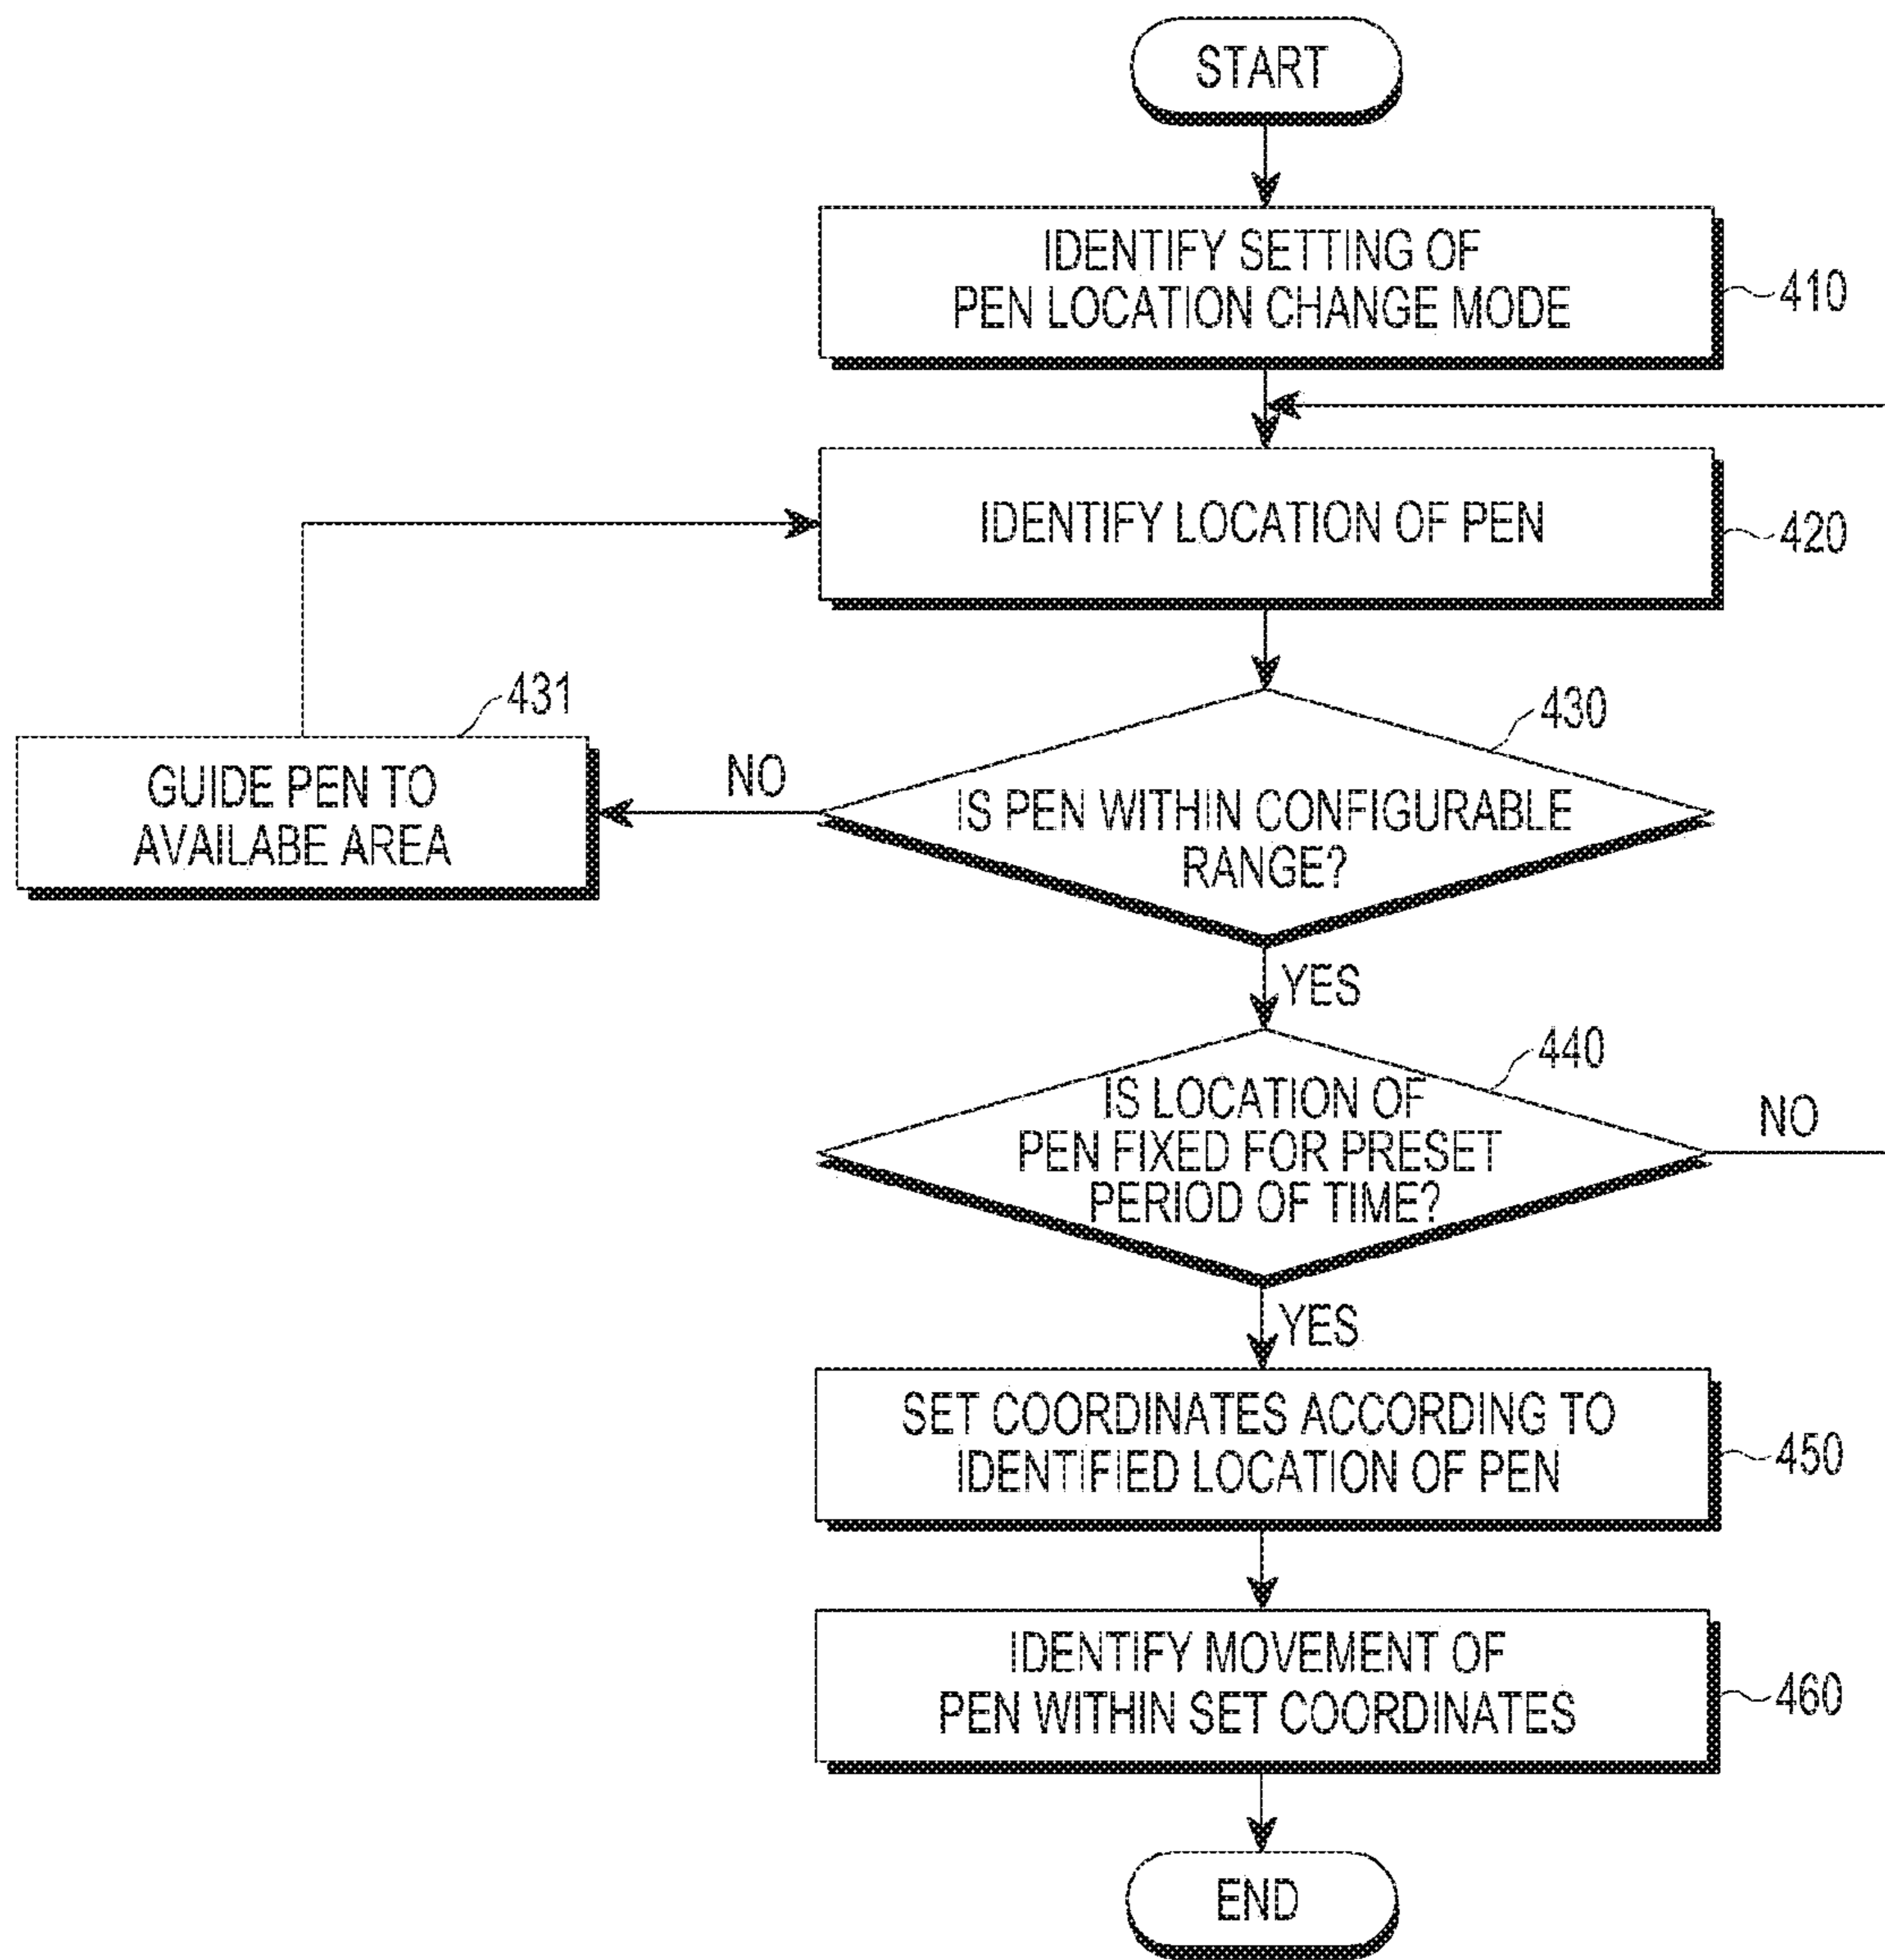 START
IDENTIFY SETTING OF
PEN LOCATION CHANGE MODE
410
IDENTIFY LOCATION OF PEN
420
431
GUIDE PEN TO
AVAILABE AREA
NO
430
IS PEN WITHIN CONFIGURABLE
RANGE?
YES
440
IS LOCATION OF
PEN FIXED FOR PRESET
PERIOD OF TIME?
NO
YES
SET COORDINATES ACCORDING TO
IDENTIFIED LOCATION OF PEN
450
IDENTIFY MOVEMENT OF
PEN WITHIN SET COORDINATES
460
END